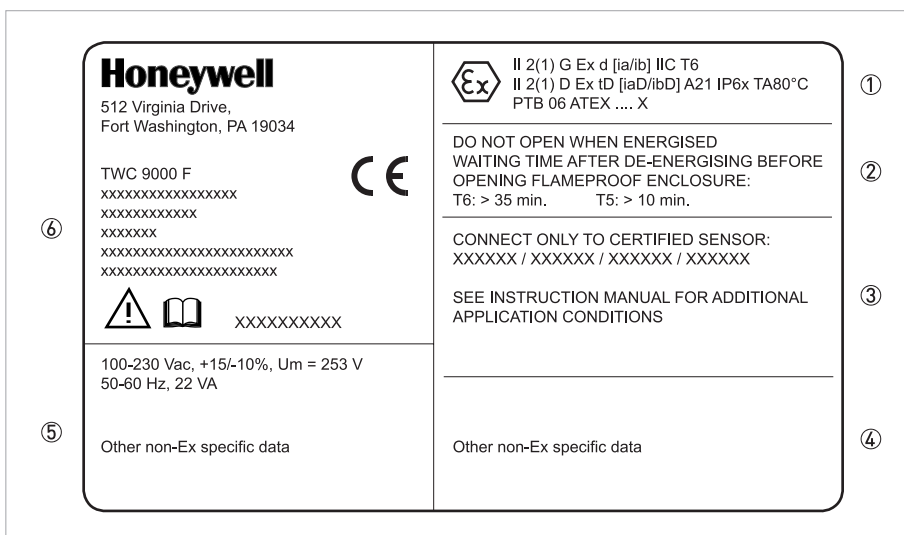 Honeywell
512 Virginia Drive,
Fort Washington, PA 19034
TWC 9000 F
xxxxxxxxxxxxxxxxx
xxxxxxxxxxxx
xxxxxxx
xxxxxxxxxxxxxxxxxxxxxxxx
xxxxxxxxxxxxxxxxxxxxxx
CE
XXXXXXXXXX
⑥
100-230 Vac, +15/-10%, Um = 253 V
50-60 Hz, 22 VA
Other non-Ex specific data
⑤
Ex
II 2(1) G Ex d [ia/ib] IIC T6
II 2(1) D Ex tD [iaD/ibD] A21 IP6x TA80°C
PTB 06 ATEX .... X
①
DO NOT OPEN WHEN ENERGISED
WAITING TIME AFTER DE-ENERGISING BEFORE
OPENING FLAMEPROOF ENCLOSURE:
T6: > 35 min. T5: > 10 min.
②
CONNECT ONLY TO CERTIFIED SENSOR:
XXXXXX / XXXXXX / XXXXXX / XXXXXX
SEE INSTRUCTION MANUAL FOR ADDITIONAL
APPLICATION CONDITIONS
③
Other non-Ex specific data
④